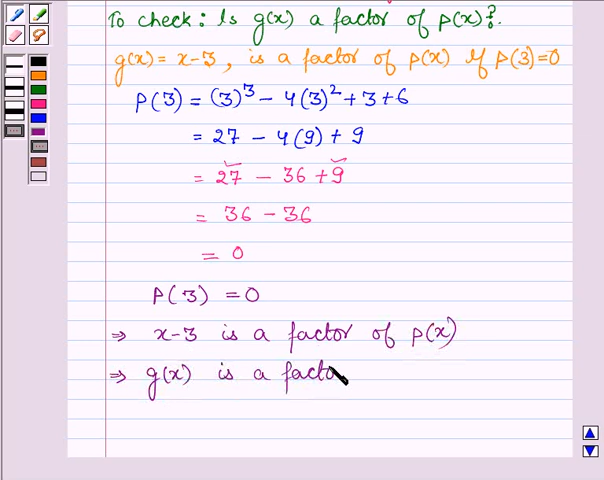 To check: Is g(x) a factor of p(x)?
g(x) = x-3, is a factor of p(x) if p(3)=0
P(3) = (3)³ - 4(3)² + 3 + 6
= 27 - 4(9) + 9
= 27 - 36 + 9
= 36 - 36
= 0
P(3) = 0
⇒ x-3 is a factor of p(x)
⇒ g(x) is a facto